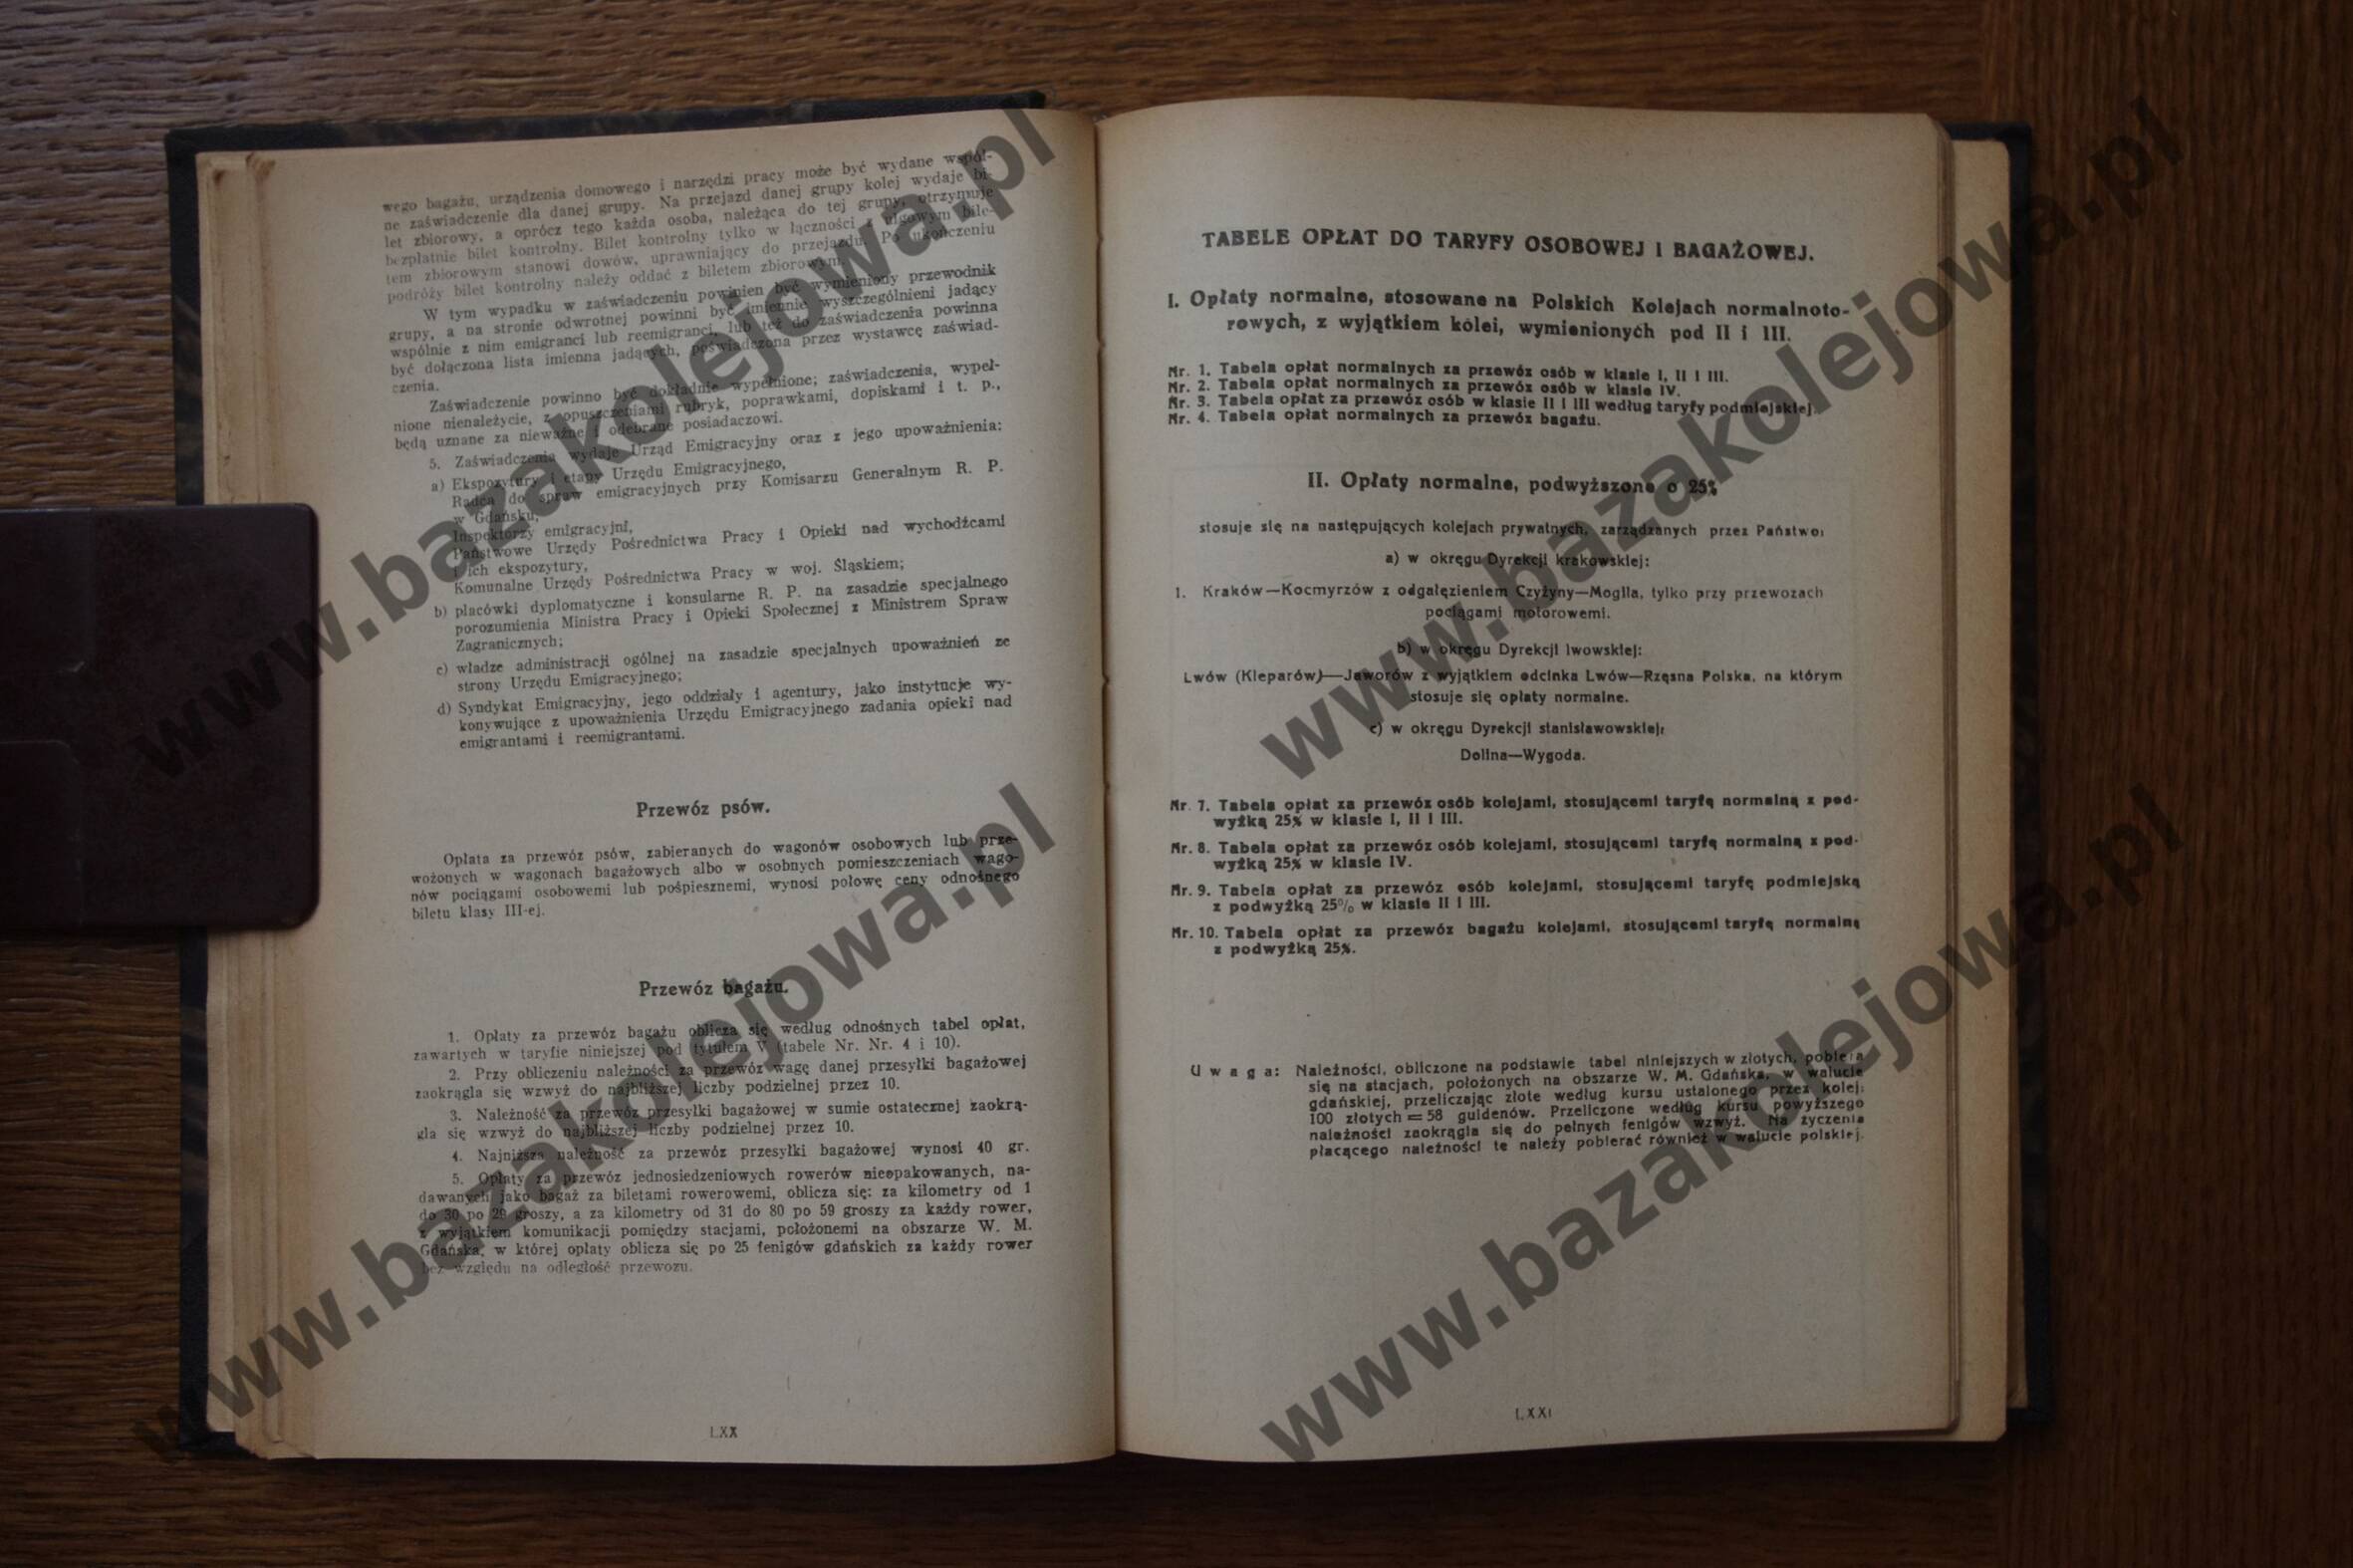 wego bagażu, urządzenia domowego i narzędzi pracy może być wydane wspól-
ne zaświadczenie dla danej grupy. Na przejazd danej grupy kolej wydaje bi-
let zbiorowy, a oprócz tego każda osoba, należąca do tej grupy, otrzymuje
bezpłatnie bilet kontrolny. Bilet kontrolny tylko w łączności z ulgowym bile-
tem zbiorowym stanowi dowów, uprawniający do przejazdu. Po ukończeniu
podróży bilet kontrolny należy oddać z biletem zbiorowym.
W tym wypadku w zaświadczeniu powinien być wymieniony przewodnik
grupy, a na stronie odwrotnej powinni być imiennie wyszczególnieni jadący
wspólnie z nim emigranci lub reemigranci, lub też do zaświadczenia powinna
być dołączona lista imienna jadących, poświadczona przez wystawcę zaświad-
czenia.
Zaświadczenie powinno być dokładnie wypełnione; zaświadczenia, wypeł-
nione nienależycie, z opuszczeniami rubryk, poprawkami, dopiskami i t. p.,
będą uznane za nieważne i odebrane posiadaczowi.
5. Zaświadczenia wydaje Urząd Emigracyjny oraz z jego upoważnienia:
a) Ekspozytury i etapy Urzędu Emigracyjnego,
Radca do spraw emigracyjnych przy Komisarzu Generalnym R. P.
w Gdańsku,
Inspektorzy emigracyjni,
Państwowe Urzędy Pośrednictwa Pracy i Opieki nad wychodźcami
i ich ekspozytury,
Komunalne Urzędy Pośrednictwa Pracy w woj. Śląskiem;
b) placówki dyplomatyczne i konsularne R. P. na zasadzie specjalnego
porozumienia Ministra Pracy i Opieki Społecznej z Ministrem Spraw
Zagranicznych;
c) władze administracji ogólnej na zasadzie specjalnych upoważnień ze
strony Urzędu Emigracyjnego;
d) Syndykat Emigracyjny, jego oddziały i agentury, jako instytucje wy-
konywujące z upoważnienia Urzędu Emigracyjnego zadania opieki nad
emigrantami i reemigrantami.
Przewóz psów.
Opłata za przewóz psów, zabieranych do wagonów osobowych lub prze-
wożonych w wagonach bagażowych albo w osobnych pomieszczeniach wago-
nów pociągami osobowemi lub pośpiesznemi, wynosi połowę ceny odnośnego
biletu klasy III-ej.
Przewóz bagażu.
1. Opłaty za przewóz bagażu oblicza się według odnośnych tabel opłat,
zawartych w taryfie niniejszej pod tytułem V (tabele Nr. Nr. 4 i 10).
2. Przy obliczeniu należności za przewóz wagę danej przesyłki bagażowej
zaokrągla się wzwyż do najbliższej liczby podzielnej przez 10.
3. Należność za przewóz przesyłki bagażowej w sumie ostatecznej zaokrą-
gla się wzwyż do najbliższej liczby podzielnej przez 10.
4. Najniższa należność za przewóz przesyłki bagażowej wynosi 40 gr.
5. Opłaty za przewóz jednosiedzeniowych rowerów nieopakowanych, na-
dawanych jako bagaż za biletami rowerowemi, oblicza się: za kilometry od 1
do 30 po 29 groszy, a za kilometry od 31 do 80 po 59 groszy za każdy rower,
z wyjątkiem komunikacji pomiędzy stacjami, położonemi na obszarze W. M.
Gdańska, w której opłaty oblicza się po 25 fenigów gdańskich za każdy rower
bez względu na odległość przewozu.
LXX
TABELE OPŁAT DO TARYFY OSOBOWEJ I BAGAŻOWEJ.
I. Opłaty normalne, stosowane na Polskich Kolejach normalnoto-
rowych, z wyjątkiem kolei, wymienionych pod II i III.
Nr. 1. Tabela opłat normalnych za przewóz osób w klasie I, II i III.
Nr. 2. Tabela opłat normalnych za przewóz osób w klasie IV.
Nr. 3. Tabela opłat za przewóz osób w klasie II i III według taryfy podmiejskiej.
Nr. 4. Tabela opłat normalnych za przewóz bagażu.
II. Opłaty normalne, podwyższone o 25%
stosuje się na następujących kolejach prywatnych, zarządzanych przez Państwo:
a) w okręgu Dyrekcji krakowskiej:
1. Kraków—Kocmyrzów z odgałęzieniem Czyżyny—Mogiła, tylko przy przewozach
pociągami motorowemi.
b) w okręgu Dyrekcji lwowskiej:
Lwów (Kleparów)—Jaworów z wyjątkiem odcinka Lwów—Rzęsna Polska, na którym
stosuje się opłaty normalne.
c) w okręgu Dyrekcji stanisławowskiej:
Dolina—Wygoda.
Nr. 7. Tabela opłat za przewóz osób kolejami, stosującemi taryfę normalną z pod-
wyżką 25% w klasie I, II i III.
Nr. 8. Tabela opłat za przewóz osób kolejami, stosującemi taryfę normalną z pod-
wyżką 25% w klasie IV.
Nr. 9. Tabela opłat za przewóz osób kolejami, stosującemi taryfę podmiejską
z podwyżką 25% w klasie II i III.
Nr. 10. Tabela opłat za przewóz bagażu kolejami, stosującemi taryfę normalną
z podwyżką 25%.
Uwaga: Należności, obliczone na podstawie tabel niniejszych w złotych, pobiera
się na stacjach, położonych na obszarze W. M. Gdańska, w walucie
gdańskiej, przeliczając złote według kursu ustalonego przez kolej:
100 złotych = 58 guldenów. Przeliczone według kursu powyższego
należności zaokrągla się do pełnych fenigów wzwyż. Na życzenia
płacącego należności te należy pobierać również w walucie polskiej.
LXXI
www.bazakolejowa.pl
www.bazakolejowa.pl
www.bazakolejowa.pl
www.bazakolejowa.pl